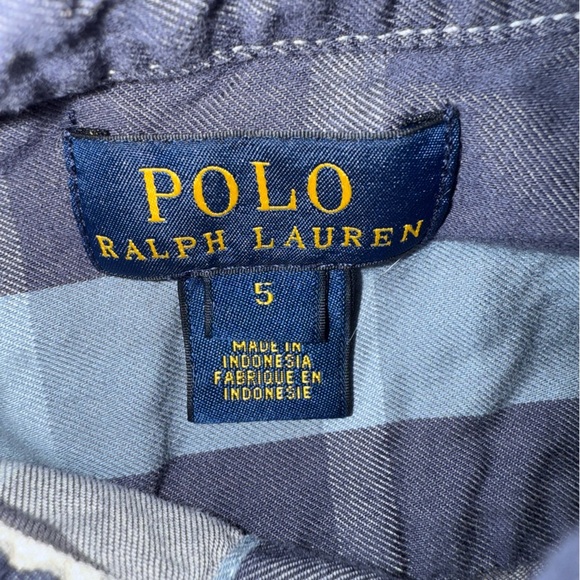 POLO
RALPH LAUREN
5
MADE IN
INDONESIA
FABRIQUE EN
INDONESIE